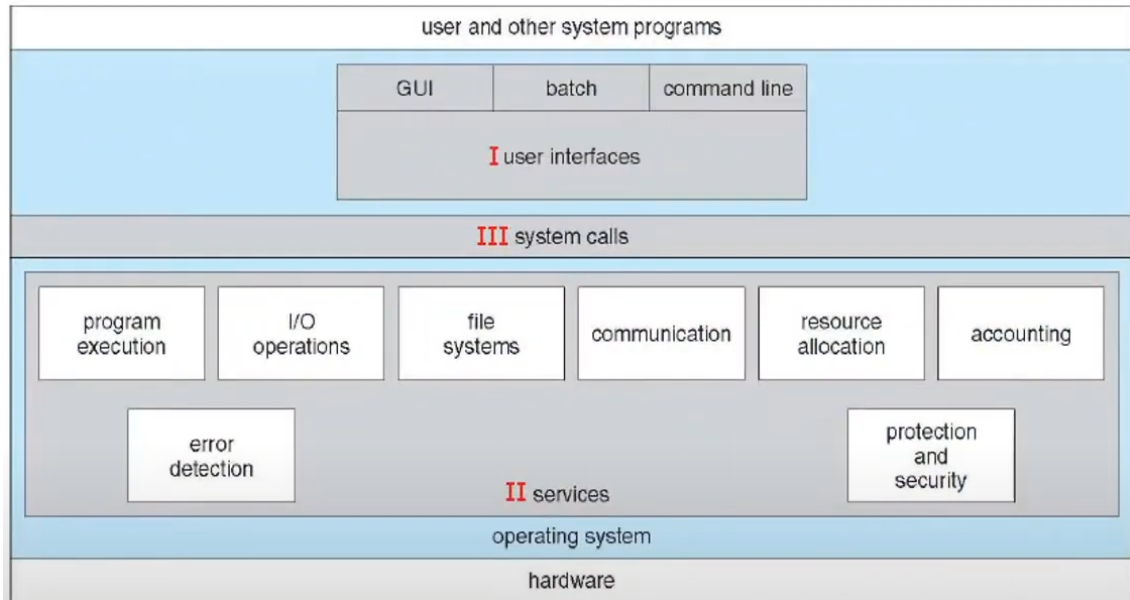 user and other system programs
GUI
batch
command line
I user interfaces
III system calls
program
execution
I/O
operations
file
systems
communication
resource
allocation
accounting
error
detection
protection
and
security
II services
operating system
hardware